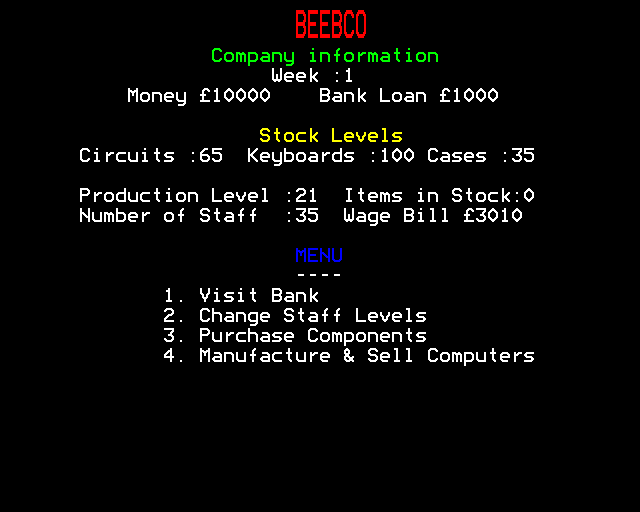 BEEBCO
Company information
Week :1
Money £10000    Bank Loan £1000
Stock Levels
Circuits :65  Keyboards :100 Cases :35
Production Level :21  Items in Stock:0
Number of Staff  :35  Wage Bill £3010
MENU
----
1. Visit Bank
2. Change Staff Levels
3. Purchase Components
4. Manufacture & Sell Computers